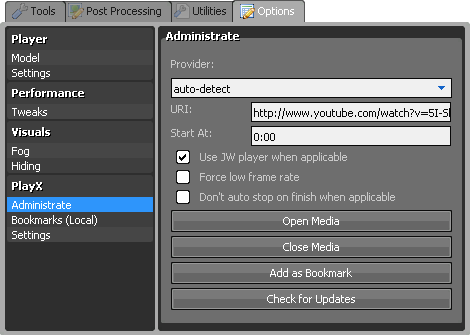 Tools Post Processing Utilities Options
Player
Model
Settings
Performance
Tweaks
Visuals
Fog
Hiding
PlayX
Administrate
Bookmarks (Local)
Settings
Administrate
Provider:
auto-detect
URI: http://www.youtube.com/watch?v=5I-Sl
Start At: 0:00
Use JW player when applicable
Force low frame rate
Don't auto stop on finish when applicable
Open Media
Close Media
Add as Bookmark
Check for Updates